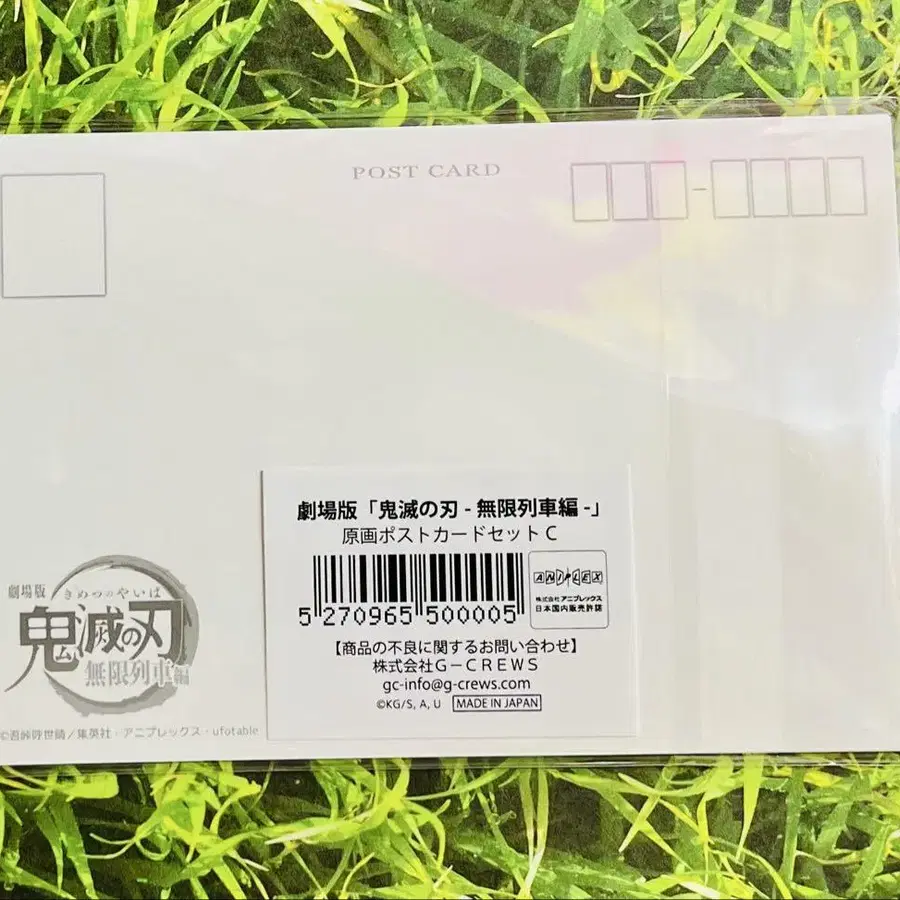 POST CARD
劇場版「鬼滅の刃 - 無限列車編 -」
原画ポストカードセット C
ANIPLEX
株式会社 アニプレックス
日本国内販売許諾
5 270965 500005
【商品の不良に関するお問い合わせ】
株式会社G-CREWS
gc-info@g-crews.com
©KG/S, A, U MADE IN JAPAN
劇場版 きめつのやいば
鬼滅の刃
無限列車編
©吾峠呼世晴／集英社・アニプレックス・ufotable